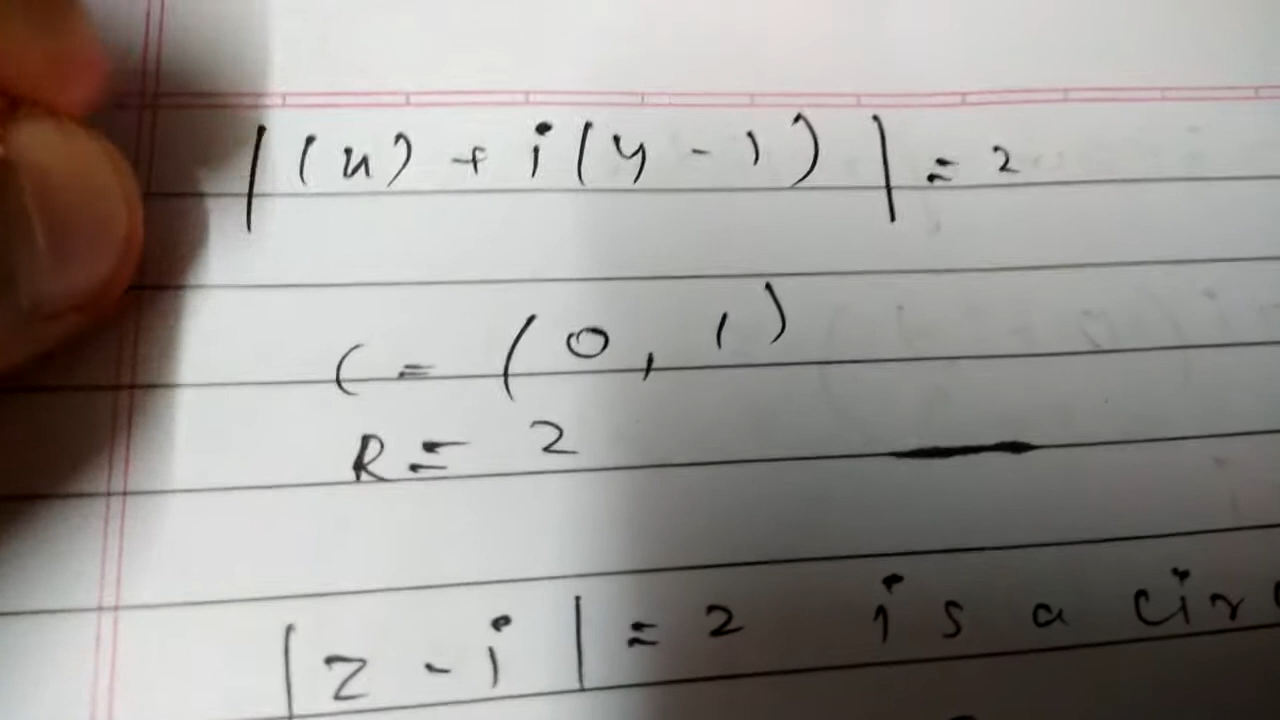 |(x) + i(y - 1)| = 2
C = (0, 1)
R = 2
|z - i| = 2 is a cir